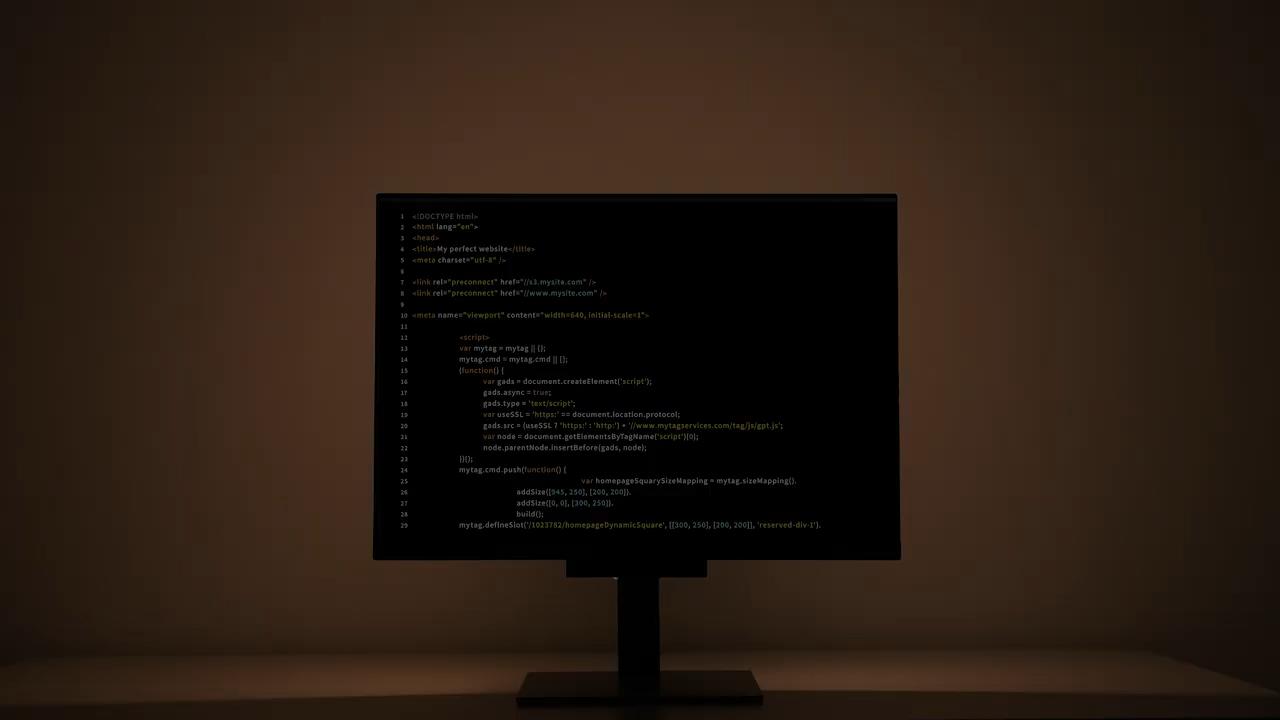 1 <!DOCTYPE html>
2 <html lang="en">
3 <head>
4 <title>My perfect website</title>
5 <meta charset="utf-8" />
6
7 <link rel="preconnect" href="//s3.mysite.com" />
8 <link rel="preconnect" href="//www.mysite.com" />
9
10 <meta name="viewport" content="width=640, initial-scale=1">
11
12 <script>
13 var mytag = mytag || {};
14 mytag.cmd = mytag.cmd || [];
15 (function() {
16 var gads = document.createElement('script');
17 gads.async = true;
18 gads.type = 'text/script';
19 var useSSL = 'https:' == document.location.protocol;
20 gads.src = (useSSL ? 'https:' : 'http:') + '//www.mytagservices.com/tag/js/gpt.js';
21 var node = document.getElementsByTagName('script')[0];
22 node.parentNode.insertBefore(gads, node);
23 })();
24 mytag.cmd.push(function() {
25 var homepageSquarySizeMapping = mytag.sizeMapping().
26 addSize([945, 250], [200, 200]).
27 addSize([0, 0], [300, 250]).
28 build();
29 mytag.defineSlot('/1023782/homepageDynamicSquare', [[300, 250], [200, 200]], 'reserved-div-1').